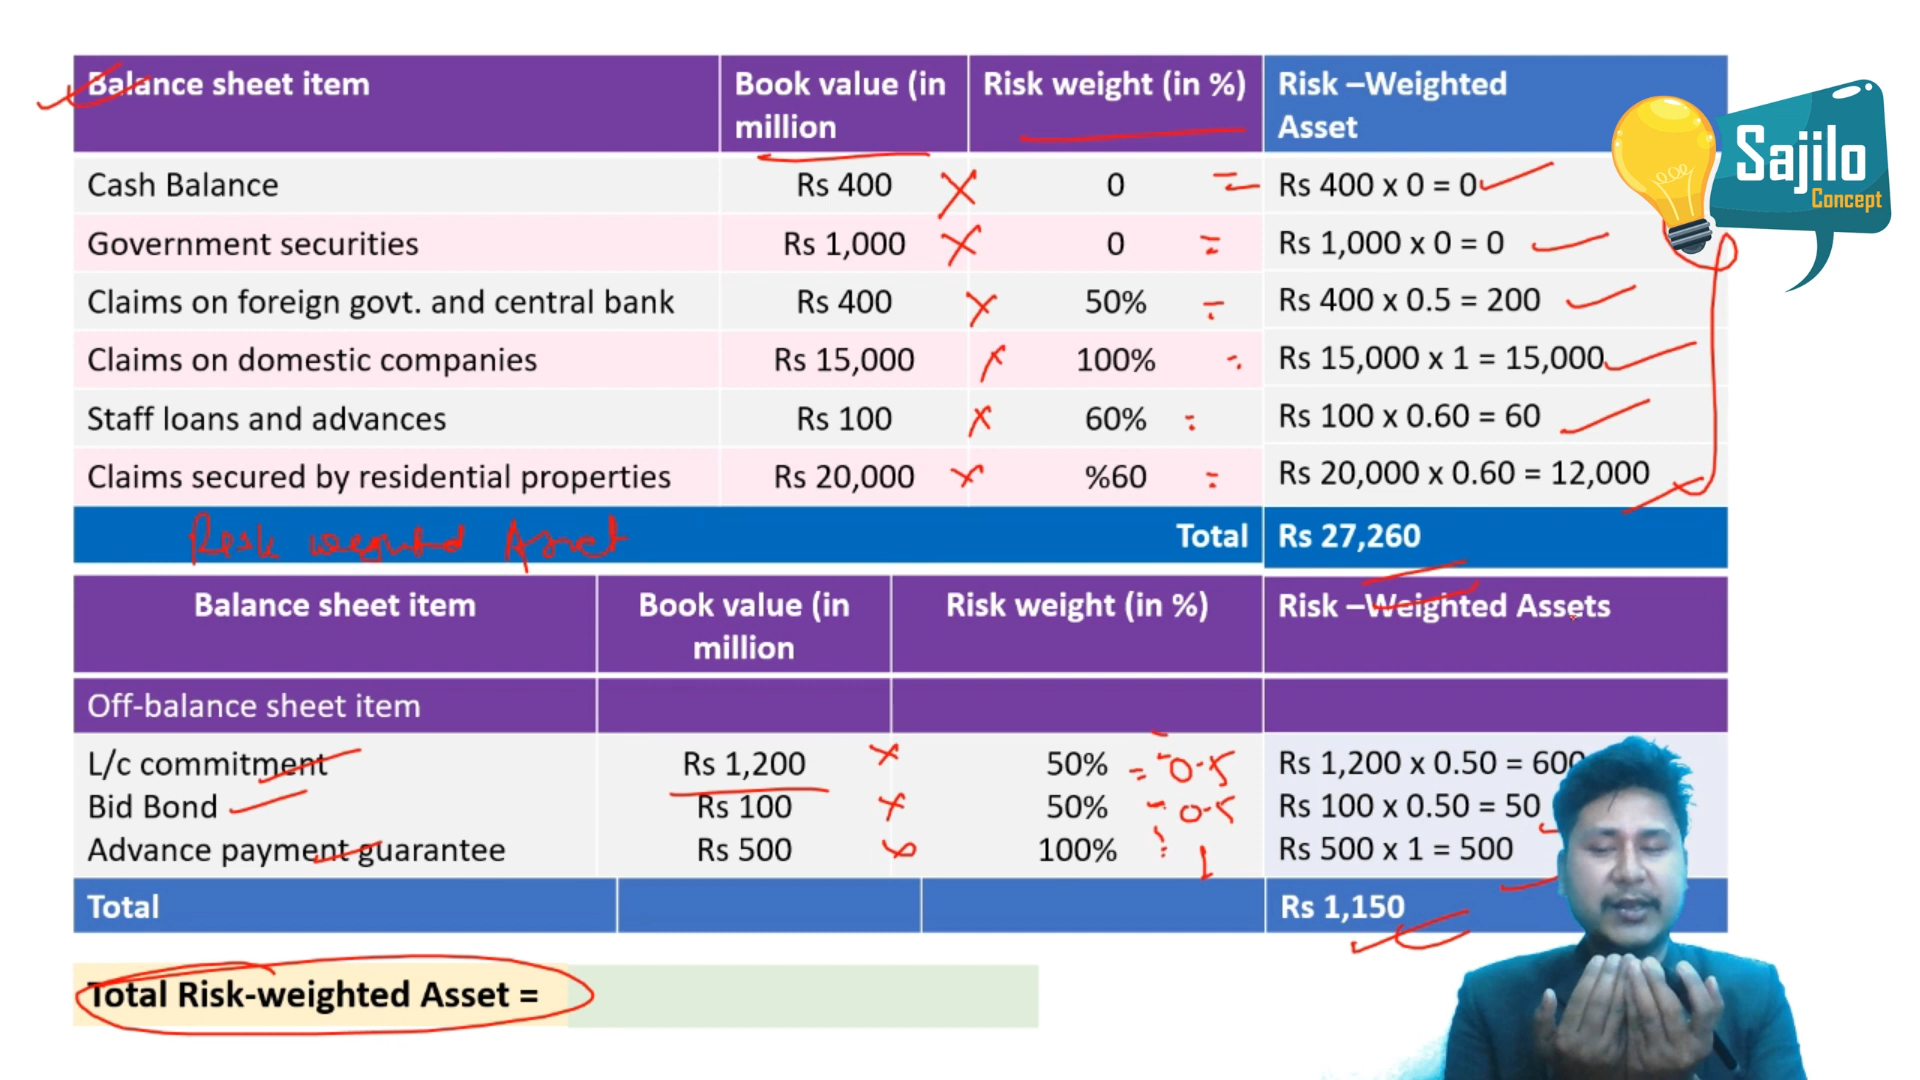 Balance sheet item Book value (in million Risk weight (in %) Risk –Weighted Asset
Cash Balance Rs 400 0 Rs 400 x 0 = 0
Government securities Rs 1,000 0 Rs 1,000 x 0 = 0
Claims on foreign govt. and central bank Rs 400 50% Rs 400 x 0.5 = 200
Claims on domestic companies Rs 15,000 100% Rs 15,000 x 1 = 15,000
Staff loans and advances Rs 100 60% Rs 100 x 0.60 = 60
Claims secured by residential properties Rs 20,000 %60 Rs 20,000 x 0.60 = 12,000
Risk weighted Asset Total Rs 27,260
Balance sheet item Book value (in million Risk weight (in %) Risk –Weighted Assets
Off-balance sheet item
L/c commitment Rs 1,200 50% = 0.5 Rs 1,200 x 0.50 = 600
Bid Bond Rs 100 50% 0.5 Rs 100 x 0.50 = 50
Advance payment guarantee Rs 500 100% 1 Rs 500 x 1 = 500
Total Rs 1,150
Total Risk-weighted Asset =
Sajilo
Concept